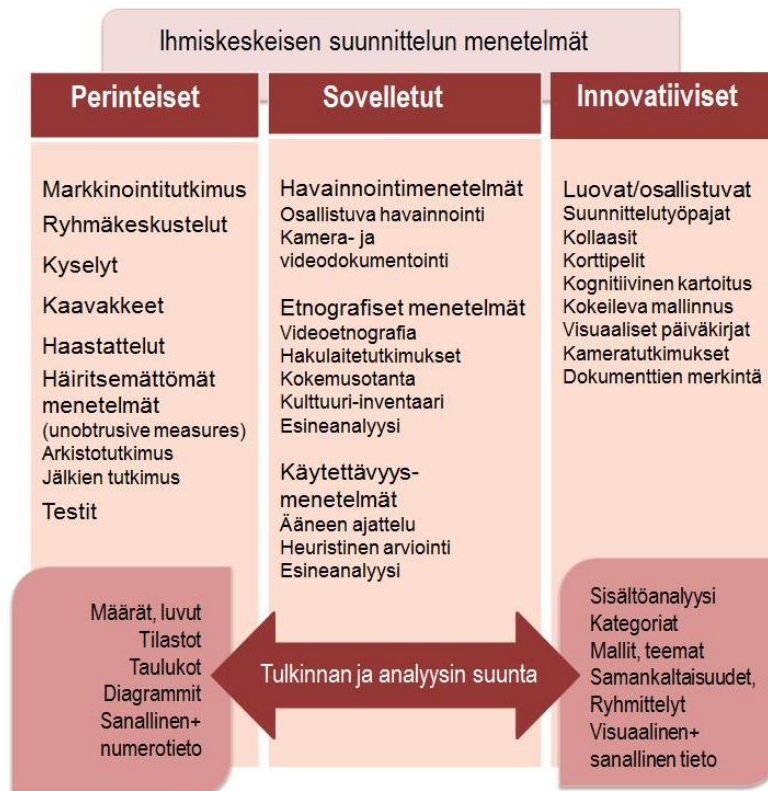 Ihmiskeskeisen suunnittelun menetelmät
Perinteiset
Markkinointitutkimus
Ryhmäkeskustelut
Kyselyt
Kaavakkeet
Haastattelut
Häiritsemättömät
menetelmät
(unobtrusive measures)
Arkistotutkimus
Jälkien tutkimus
Testit
Sovelletut
Havainnointimenetelmät
Osallistuva havainnointi
Kamera- ja
videodokumentointi
Etnografiset menetelmät
Videoetnografia
Hakulaitetutkimukset
Kokemusotanta
Kulttuuri-inventaari
Esineanalyysi
Käytettävyys-
menetelmät
Ääneen ajattelu
Heuristinen arviointi
Esineanalyysi
Innovatiiviset
Luovat/osallistuvat
Suunnittelutyöpajat
Kollaasit
Korttipelit
Kognitiivinen kartoitus
Kokeileva mallinnus
Visuaaliset päiväkirjat
Kameratutkimukset
Dokumenttien merkintä
Määrät, luvut
Tilastot
Taulukot
Diagrammit
Sanallinen+
numerotieto
Tulkinnan ja analyysin suunta
Sisältöanalyysi
Kategoriat
Mallit, teemat
Samankaltaisuudet,
Ryhmittelyt
Visuaalinen+
sanallinen tieto